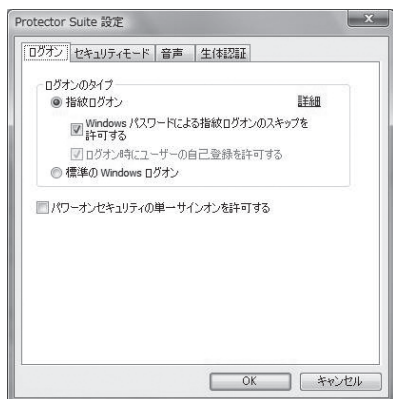 Protector Suite 設定
ログオン セキュリティモード 音声 生体認証
ログオンのタイプ
指紋ログオン 詳細
Windows パスワードによる指紋ログオンのスキップを
許可する
ログオン時にユーザーの自己登録を許可する
標準の Windows ログオン
パワーオンセキュリティの単一サインオンを許可する
OK キャンセル